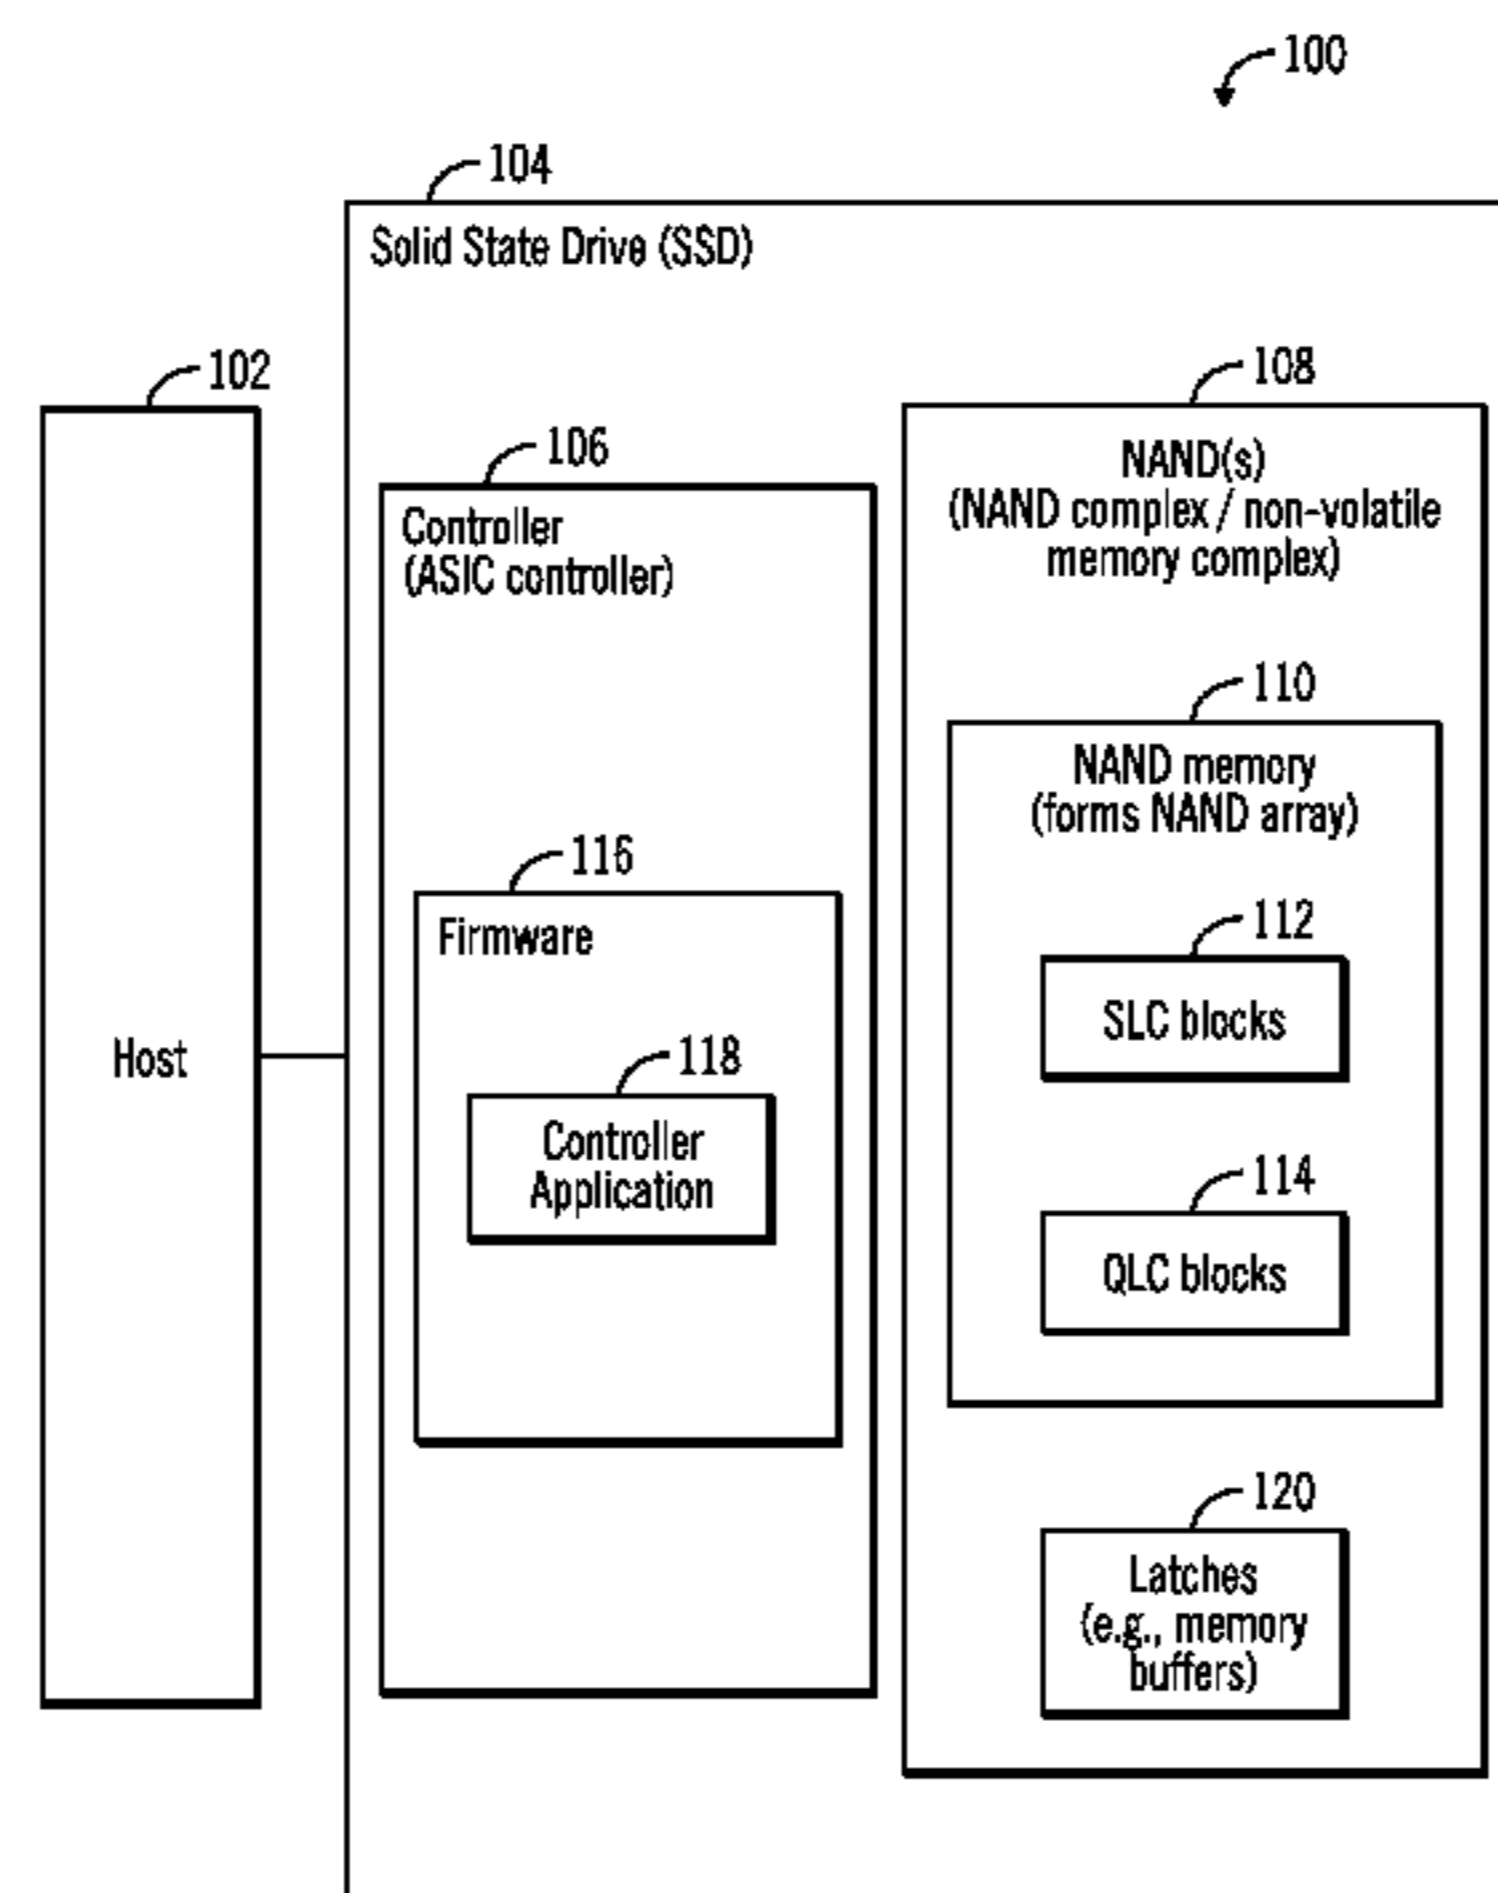 100
104
Solid State Drive (SSD)
102
Host
106
Controller
(ASIC controller)
116
Firmware
118
Controller
Application
108
NAND(s)
(NAND complex / non-volatile
memory complex)
110
NAND memory
(forms NAND array)
112
SLC blocks
114
QLC blocks
120
Latches
(e.g., memory
buffers)